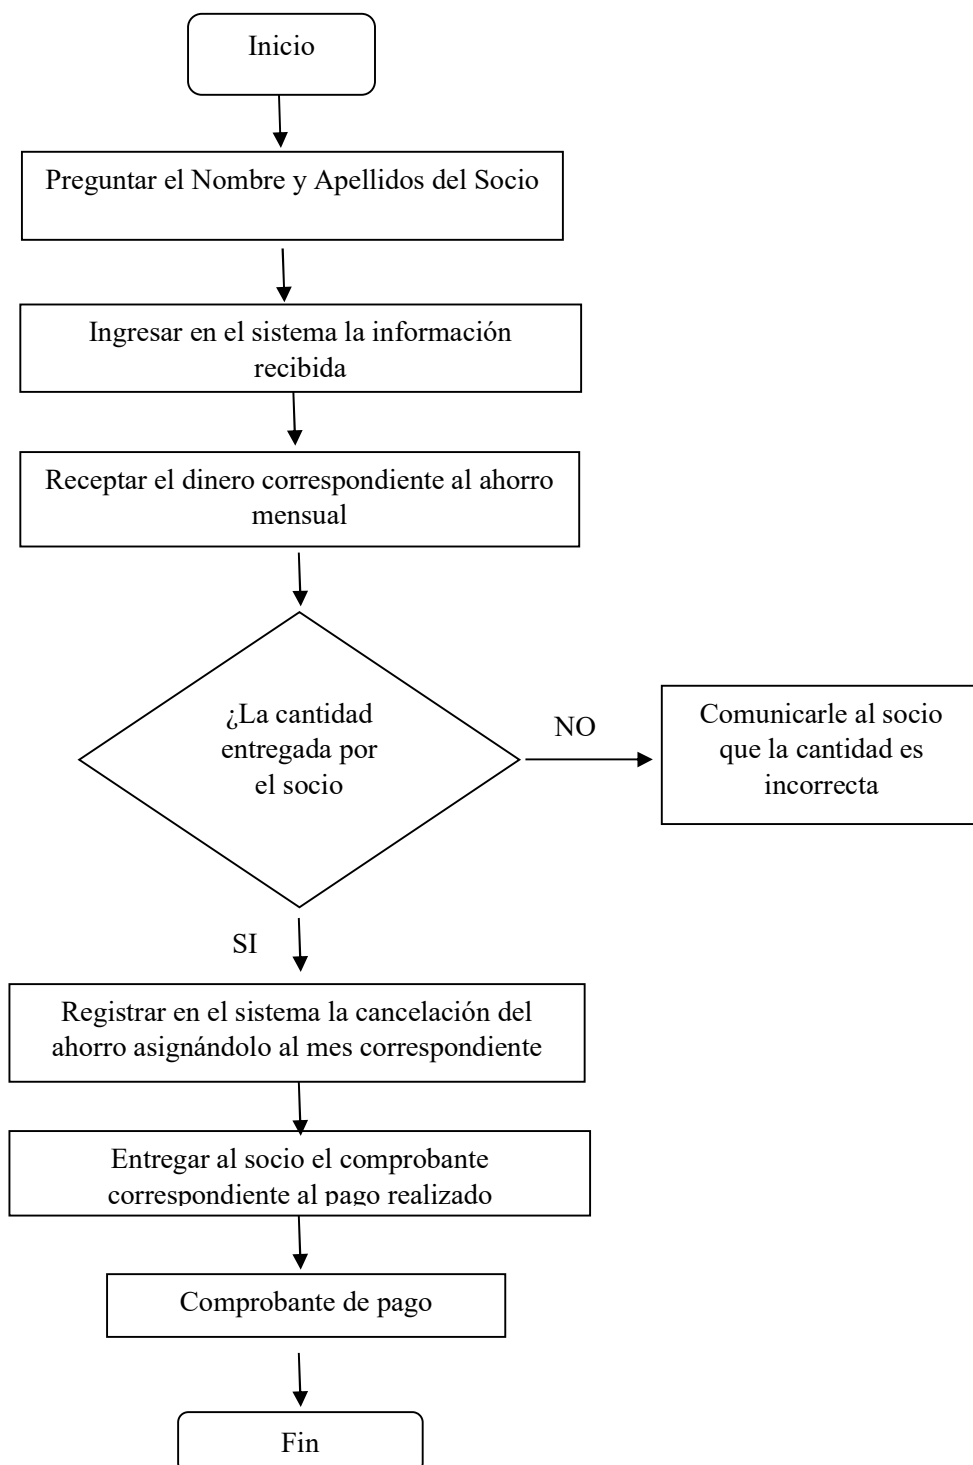 Inicio
Preguntar el Nombre y Apellidos del Socio
Ingresar en el sistema la información
recibida
Receptar el dinero correspondiente al ahorro
mensual
¿La cantidad
entregada por
el socio
NO
Comunicarle al socio
que la cantidad es
incorrecta
SI
Registrar en el sistema la cancelación del
ahorro asignándolo al mes correspondiente
Entregar al socio el comprobante
correspondiente al pago realizado
Comprobante de pago
Fin